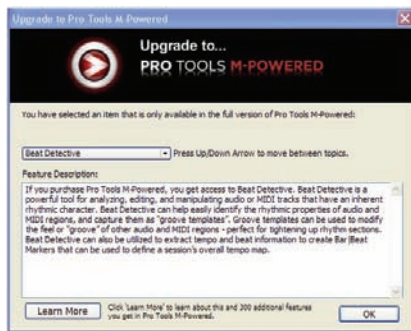 Upgrade to Pro Tools M-Powered
Upgrade to...
PRO TOOLS M-POWERED
You have selected an item that is only available in the full version of Pro Tools M-Powered:
Beat Detective
Press Up/Down Arrow to move between topics.
Feature Description:
If you purchase Pro Tools M-Powered, you get access to Beat Detective. Beat Detective is a
powerful tool for analyzing, editing, and manipulating audio or MIDI tracks that have an inherent
rhythmic character. Beat Detective can help easily identify the rhythmic properties of audio and
MIDI regions, and capture them as "groove templates". Groove templates can be used to modify
the feel or "groove" of other audio and MIDI regions - perfect for tightening up rhythm sections.
Beat Detective can also be utilized to extract tempo and beat information to create Bar|Beat
Markers that can be used to define a session's overall tempo map.
Learn More
Click 'Learn More' to learn about this and 300 additional features
you get in Pro Tools M-Powered.
OK